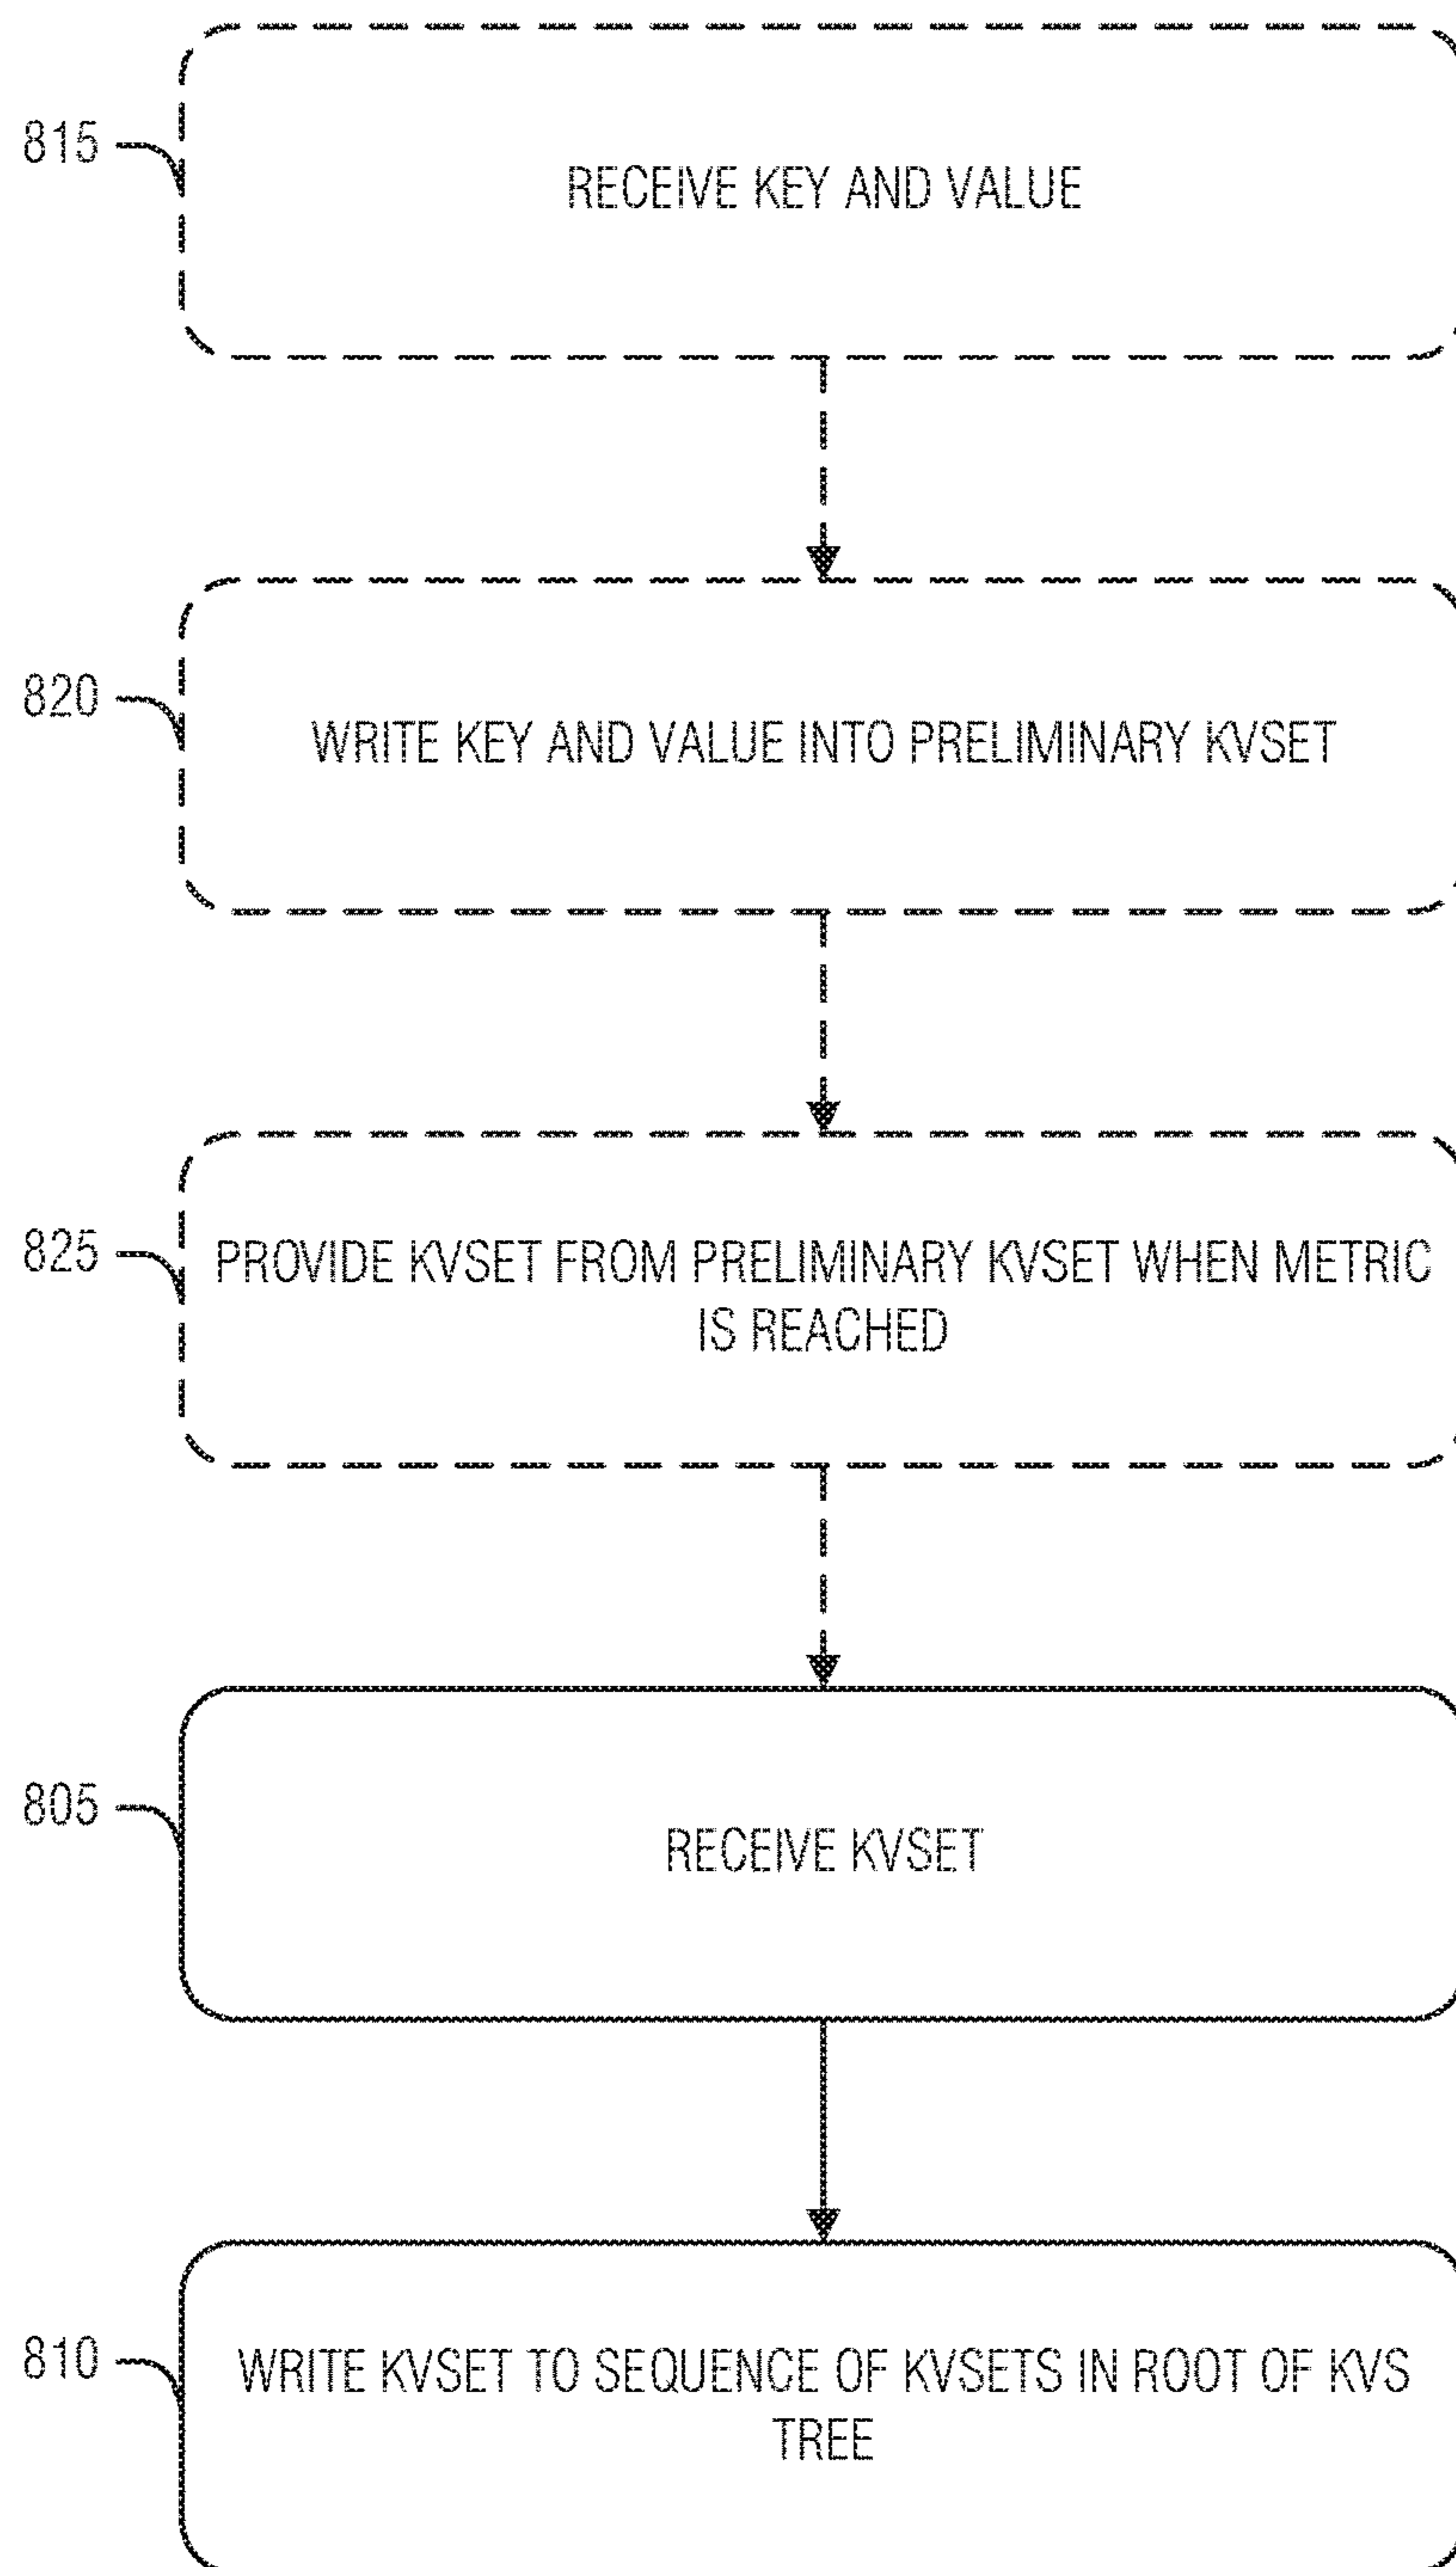 815
RECEIVE KEY AND VALUE
820
WRITE KEY AND VALUE INTO PRELIMINARY KVSET
825
PROVIDE KVSET FROM PRELIMINARY KVSET WHEN METRIC
IS REACHED
805
RECEIVE KVSET
810
WRITE KVSET TO SEQUENCE OF KVSETS IN ROOT OF KVS
TREE